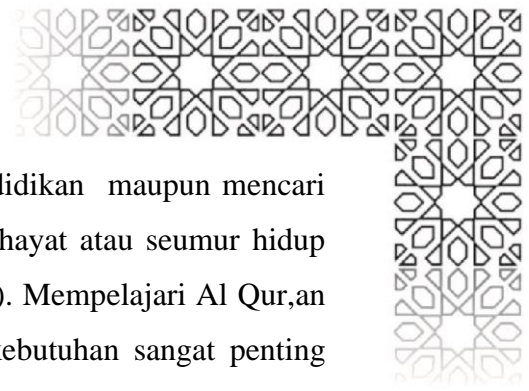 didikan maupun mencari
hayat atau seumur hidup
). Mempelajari Al Qur,an
kebutuhan sangat penting